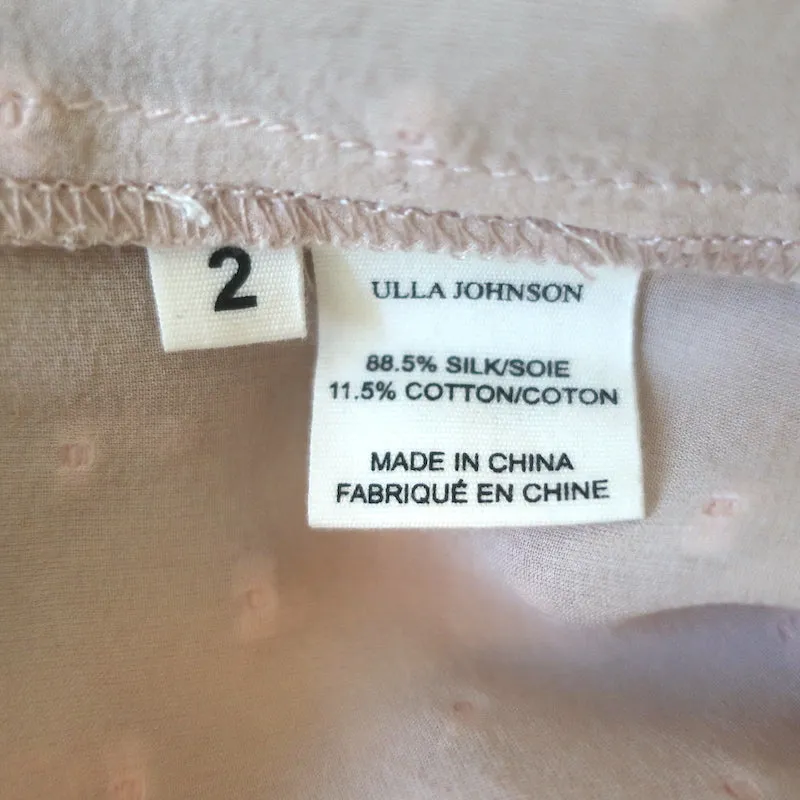 2
ULLA JOHNSON
88.5% SILK/SOIE
11.5% COTTON/COTON
MADE IN CHINA
FABRIQUÉ EN CHINE